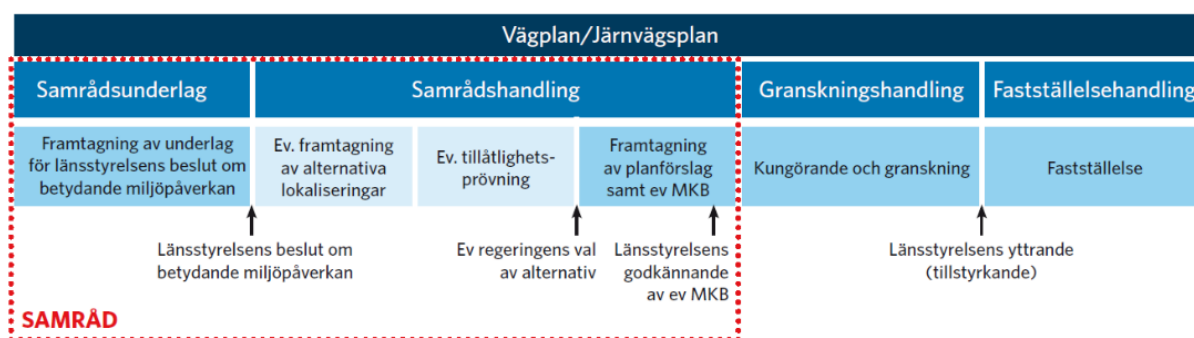 Vägplan/Järnvägsplan
Samrådsunderlag
Samrådshandling
Granskningshandling
Fastställelsehandling
Framtagning av underlag
för länsstyrelsens beslut om
betydande miljöpåverkan
Ev. framtagning
av alternativa
lokaliseringar
Ev. tillåtlighets-
prövning
Framtagning
av planförslag
samt ev MKB
Kungörande och granskning
Fastställelse
Länsstyrelsens beslut om
betydande miljöpåverkan
Ev regeringens val
av alternativ
Länsstyrelsens
godkännande
av ev MKB
Länsstyrelsens yttrande
(tillstyrkande)
SAMRÅD